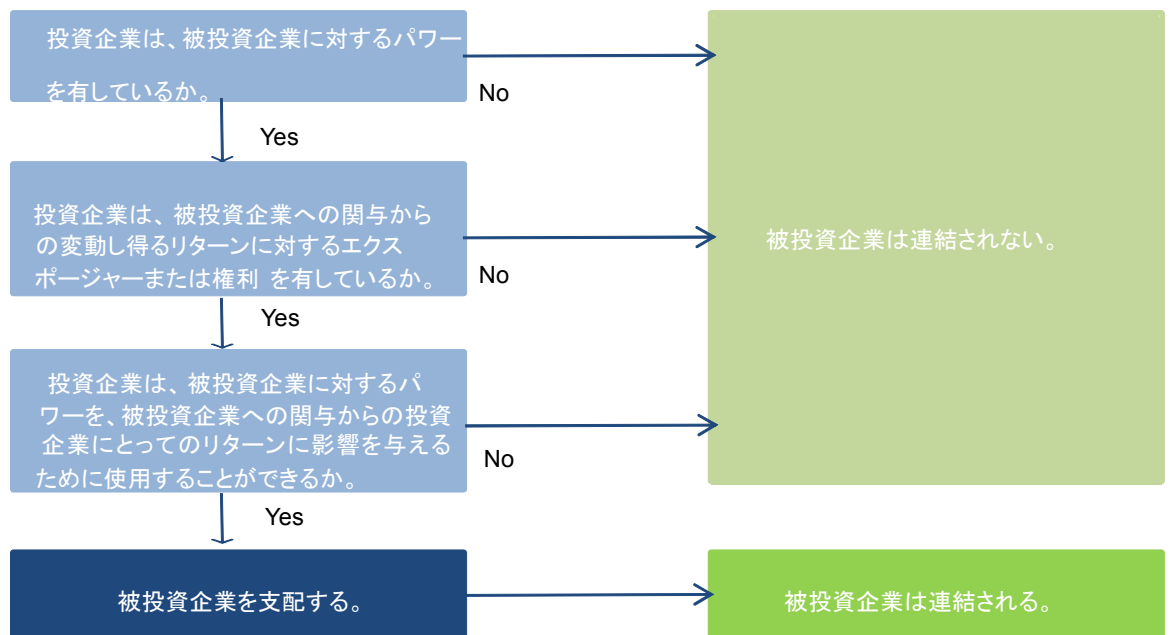 投資企業は、被投資企業に対するパワー
を有しているか。
No
Yes
投資企業は、被投資企業への関与から
の変動し得るリターンに対するエクス
ポージャーまたは権利 を有しているか。
No
被投資企業は連結されない。
Yes
投資企業は、被投資企業に対するパ
ワーを、被投資企業への関与からの投資
企業にとってのリターンに影響を与える
ために使用することができるか。
No
Yes
被投資企業を支配する。
被投資企業は連結される。